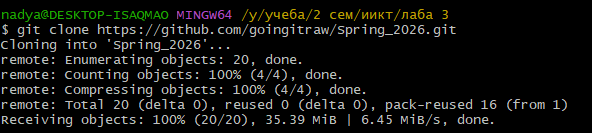 nadya@DESKTOP-ISAQMAO MINGW64 /y/учеба/2 сем/иикт/лаба 3
$ git clone https://github.com/goingitraw/Spring_2026.git
Cloning into 'Spring_2026'...
remote: Enumerating objects: 20, done.
remote: Counting objects: 100% (4/4), done.
remote: Compressing objects: 100% (4/4), done.
remote: Total 20 (delta 0), reused 0 (delta 0), pack-reused 16 (from 1)
Receiving objects: 100% (20/20), 35.39 MiB | 6.45 MiB/s, done.